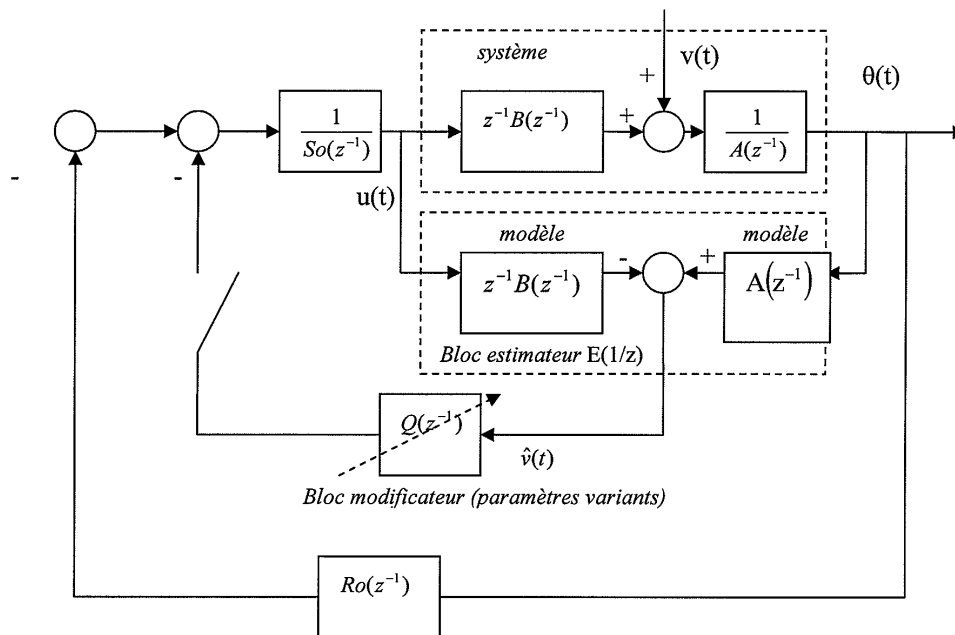 système
v(t)
θ(t)
+
1
So(z⁻¹)
z⁻¹B(z⁻¹)
+
1
A(z⁻¹)
-
-
u(t)
modèle
modèle
z⁻¹B(z⁻¹)
-
+
A(z⁻¹)
Bloc estimateur E(1/z)
Q(z⁻¹)
v̂(t)
Bloc modificateur (paramètres variants)
Ro(z⁻¹)